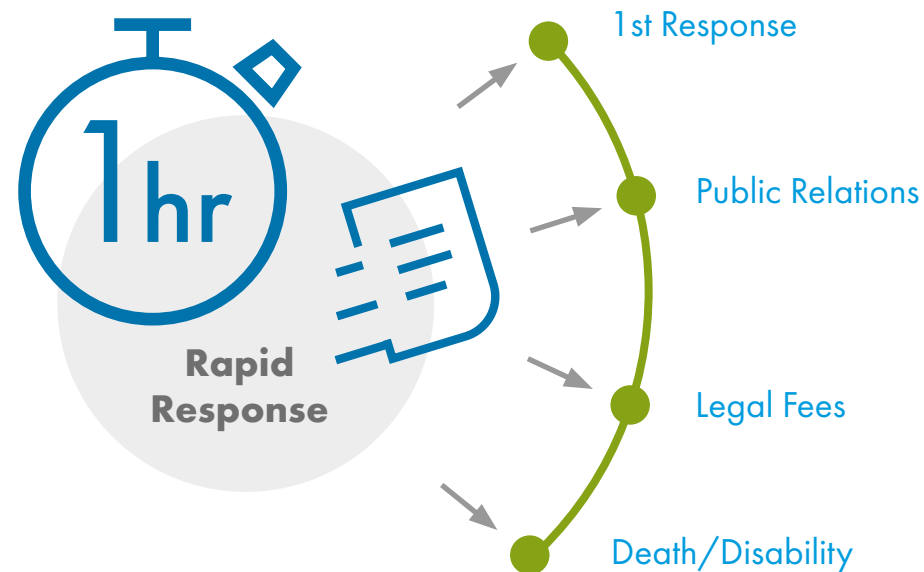 1hr
Rapid
Response
1st Response
Public Relations
Legal Fees
Death/Disability